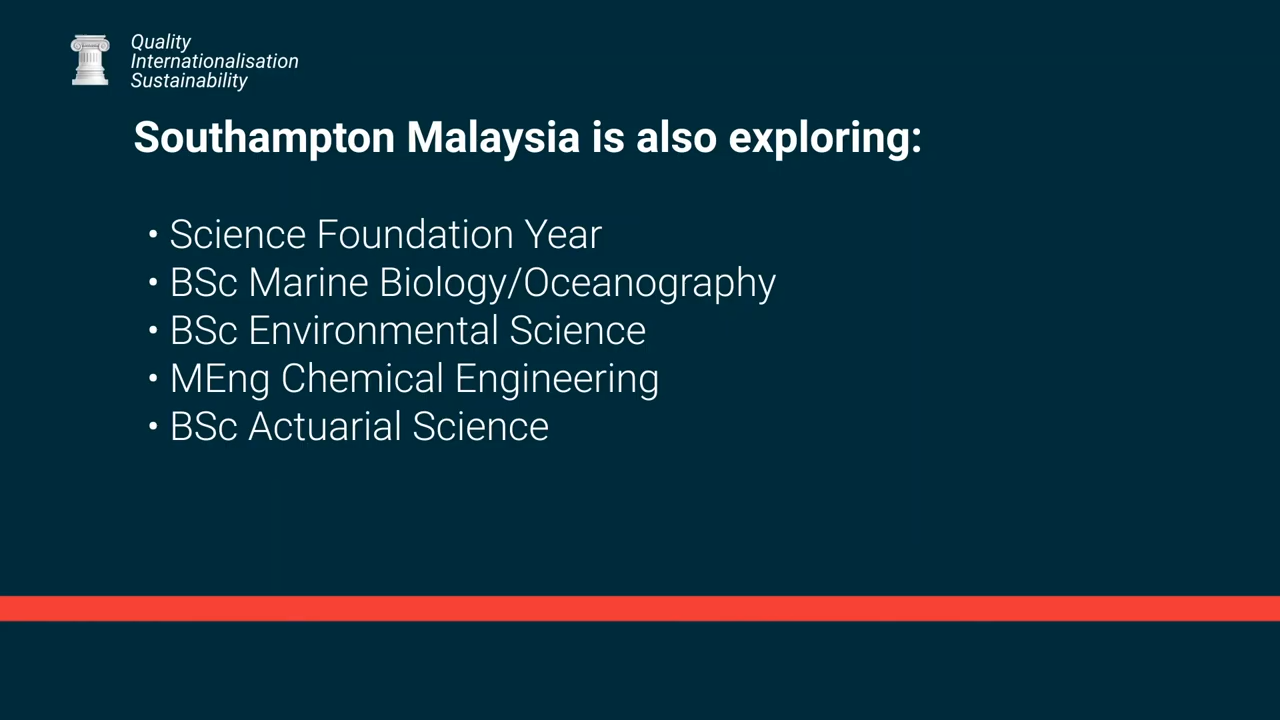 Quality
Internationalisation
Sustainability
Southampton Malaysia is also exploring:
• Science Foundation Year
• BSc Marine Biology/Oceanography
• BSc Environmental Science
• MEng Chemical Engineering
• BSc Actuarial Science